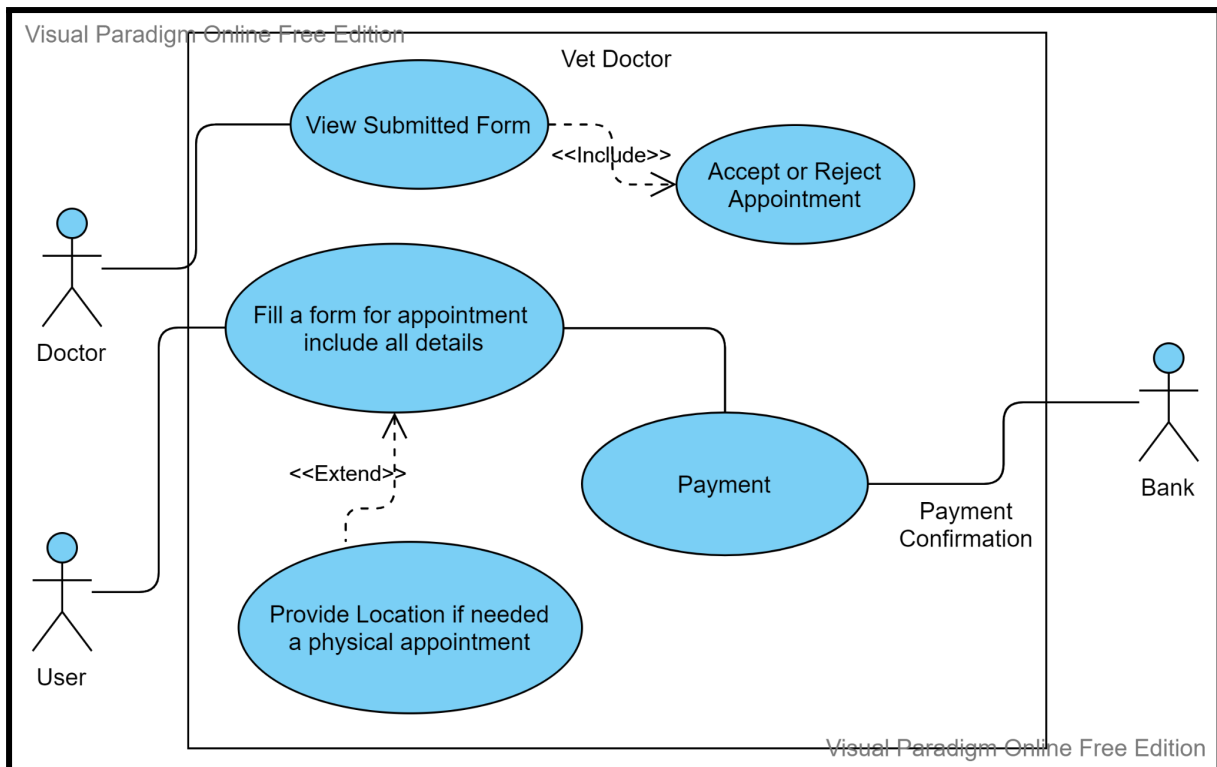 Visual Paradigm Online Free Edition
Vet Doctor
View Submitted Form
<<Include>>
Accept or Reject
Appointment
Doctor
Fill a form for appointment
include all details
<<Extend>>
Payment
Bank
Payment
Confirmation
Provide Location if needed
a physical appointment
User
Visual Paradigm Online Free Edition